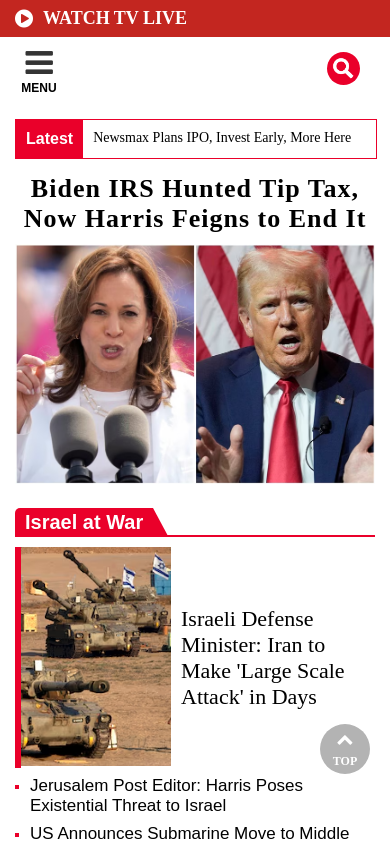 WATCH TV LIVE
MENU
Latest
Newsmax Plans IPO, Invest Early, More Here
Biden IRS Hunted Tip Tax,
Now Harris Feigns to End It
Israel at War
Israeli Defense
Minister: Iran to
Make 'Large Scale
Attack' in Days
TOP
Jerusalem Post Editor: Harris Poses
Existential Threat to Israel
US Announces Submarine Move to Middle